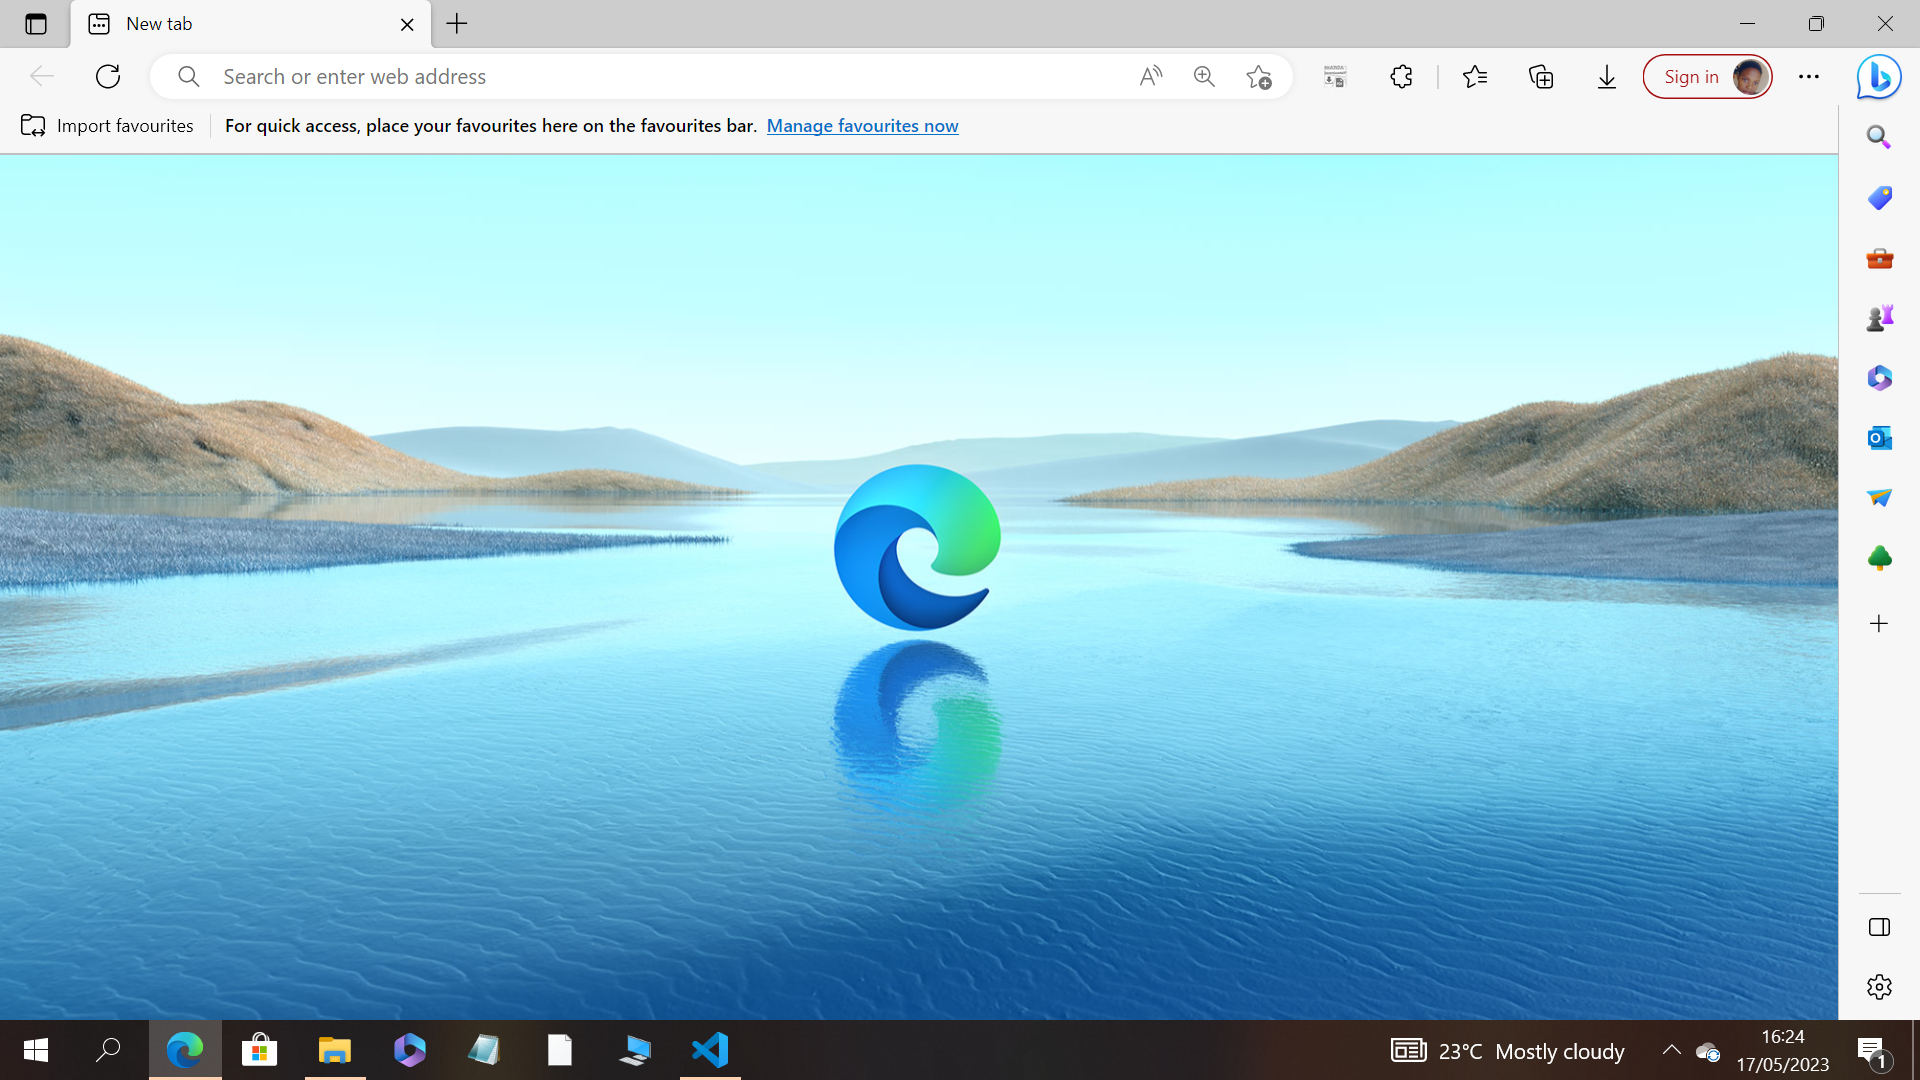 New tab
Search or enter web address
Sign in
Import favourites
For quick access, place your favourites here on the favourites bar. Manage favourites now
23°C Mostly cloudy
16:24
17/05/2023
1